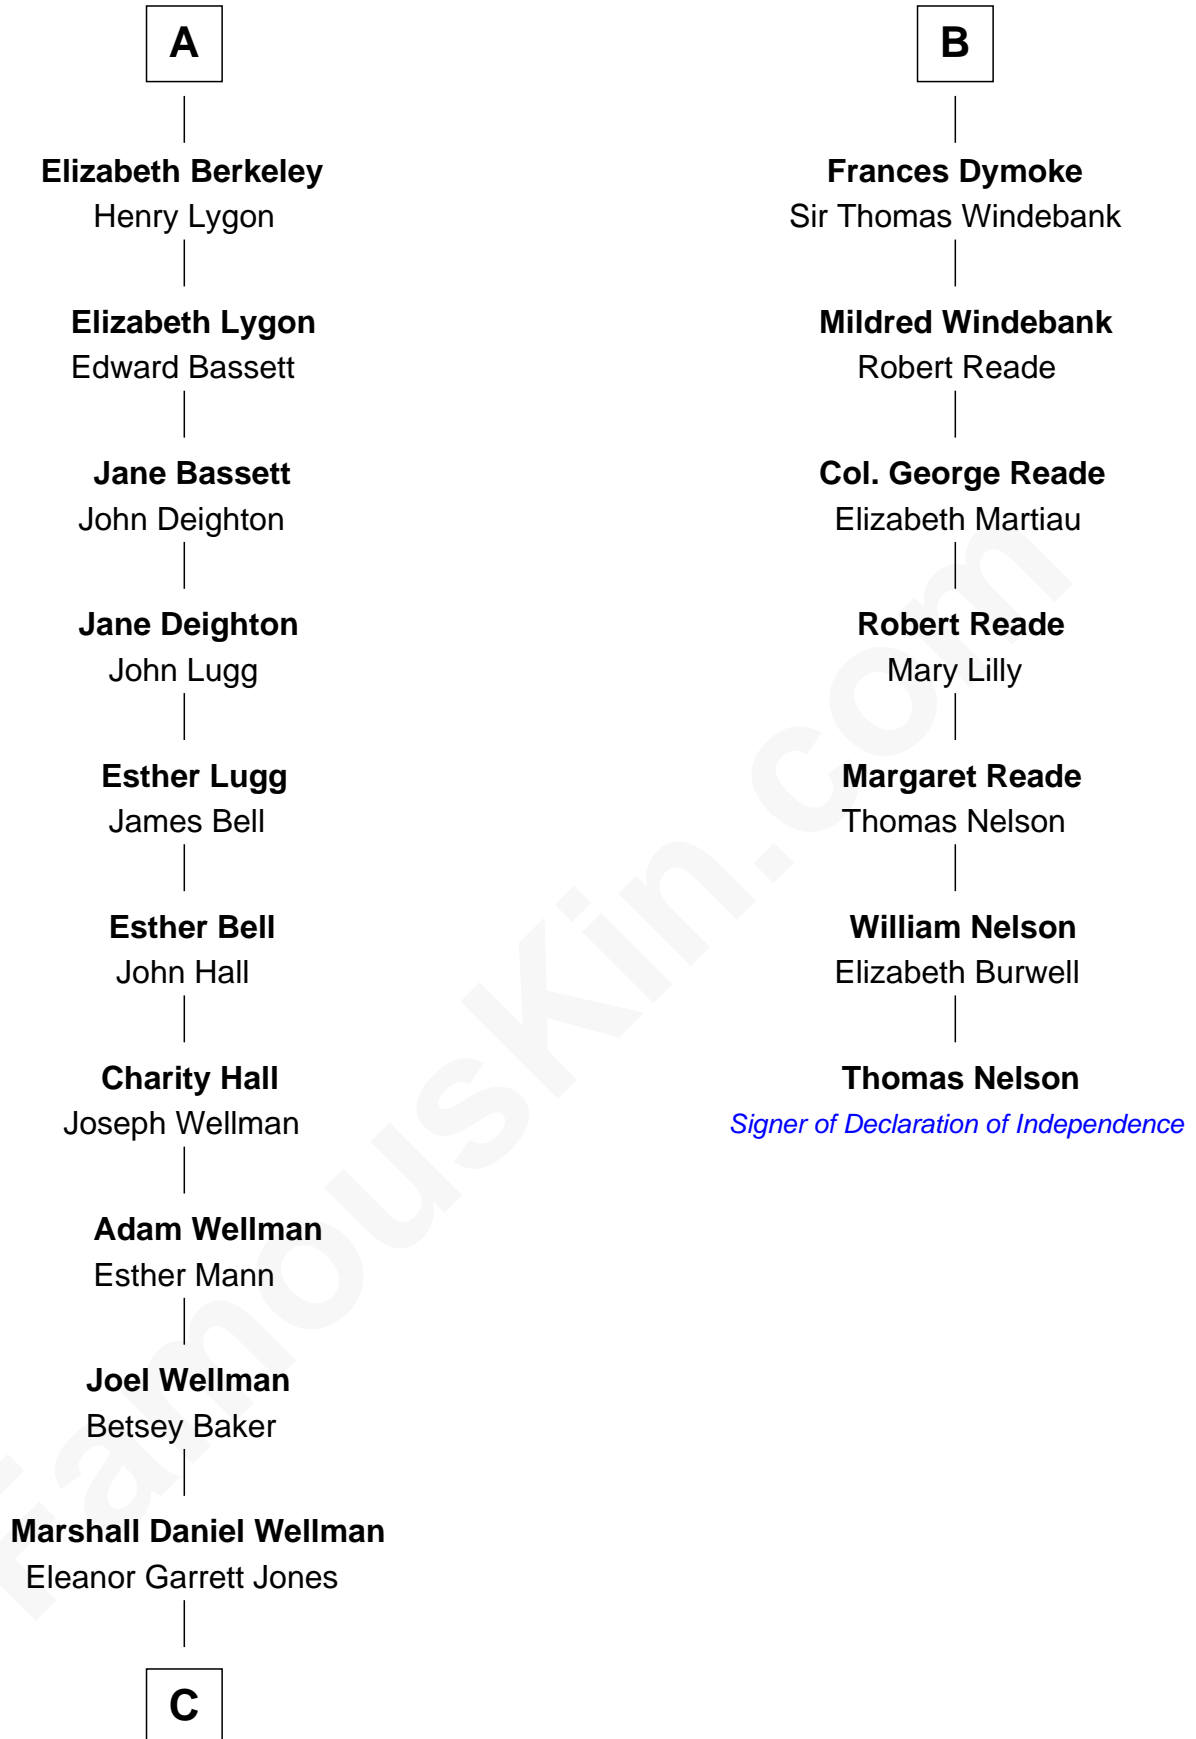 A
Elizabeth Berkeley
Henry Lygon
Elizabeth Lygon
Edward Bassett
Jane Bassett
John Deighton
Jane Deighton
John Lugg
Esther Lugg
James Bell
Esther Bell
John Hall
Charity Hall
Joseph Wellman
Adam Wellman
Esther Mann
Joel Wellman
Betsey Baker
Marshall Daniel Wellman
Eleanor Garrett Jones
C
B
Frances Dymoke
Sir Thomas Windebank
Mildred Windebank
Robert Reade
Col. George Reade
Elizabeth Martiau
Robert Reade
Mary Lilly
Margaret Reade
Thomas Nelson
William Nelson
Elizabeth Burwell
Thomas Nelson
Signer of Declaration of Independence
FamousKin.com